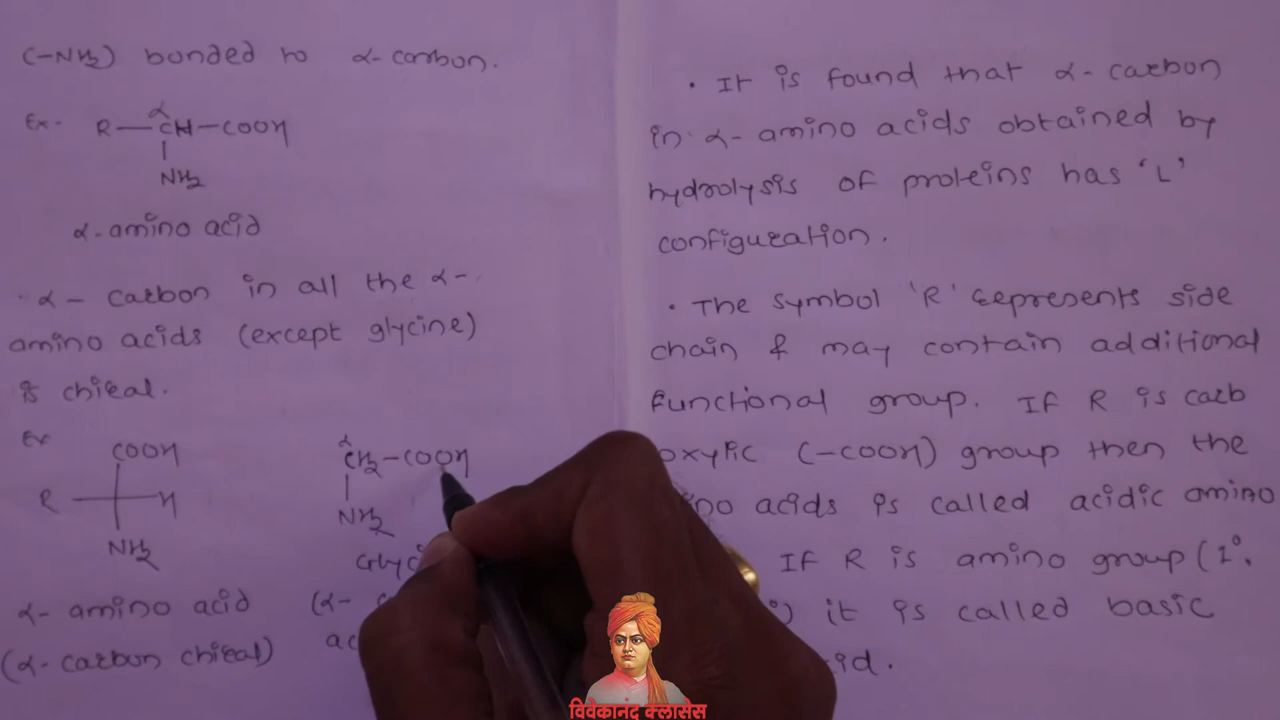 (-NH2) bonded to α-carbon.
Ex- R—CH—COOH
α
|
NH2
α-amino acid
α- carbon in all the α-
amino acids (except glycine)
is chiral.
Ex
COOH
R H
NH2
α- amino acid
(α-carbon chiral)
α
CH2-COOH
|
NH2
(α-
• It is found that α-carbon
in α-amino acids obtained by
hydrolysis of proteins has 'L'
configuration.
• The symbol 'R' represents side
chain & may contain additional
functional group. If R is carb
oxylic (-COOH) group then the
acids is called acidic amino
If R is amino group (1°,
) it is called basic
विवेकानंद क्लासेस